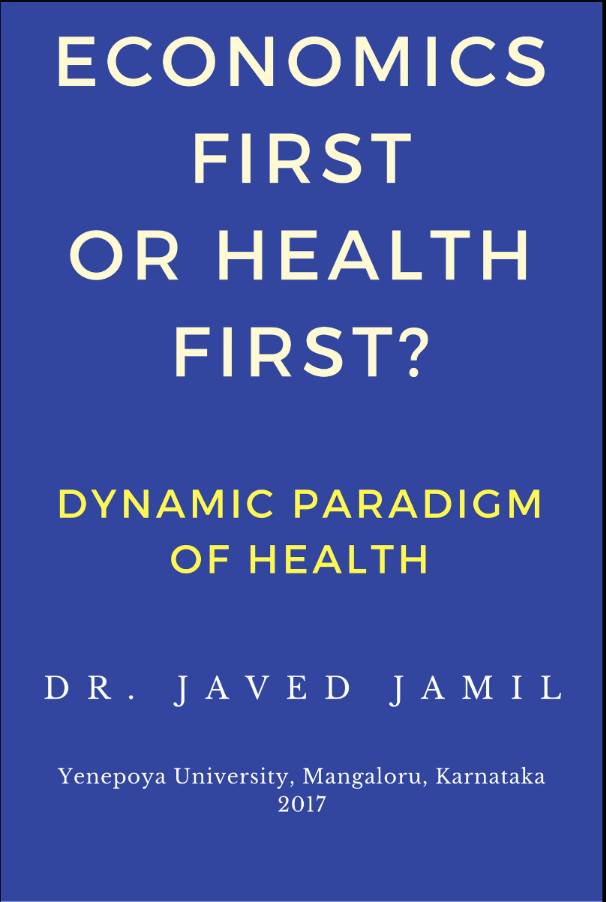 ECONOMICS
FIRST
OR HEALTH
FIRST?
DYNAMIC PARADIGM
OF HEALTH
DR. JAVED JAMIL
Yenepoya University, Mangaloru, Karnataka
2017